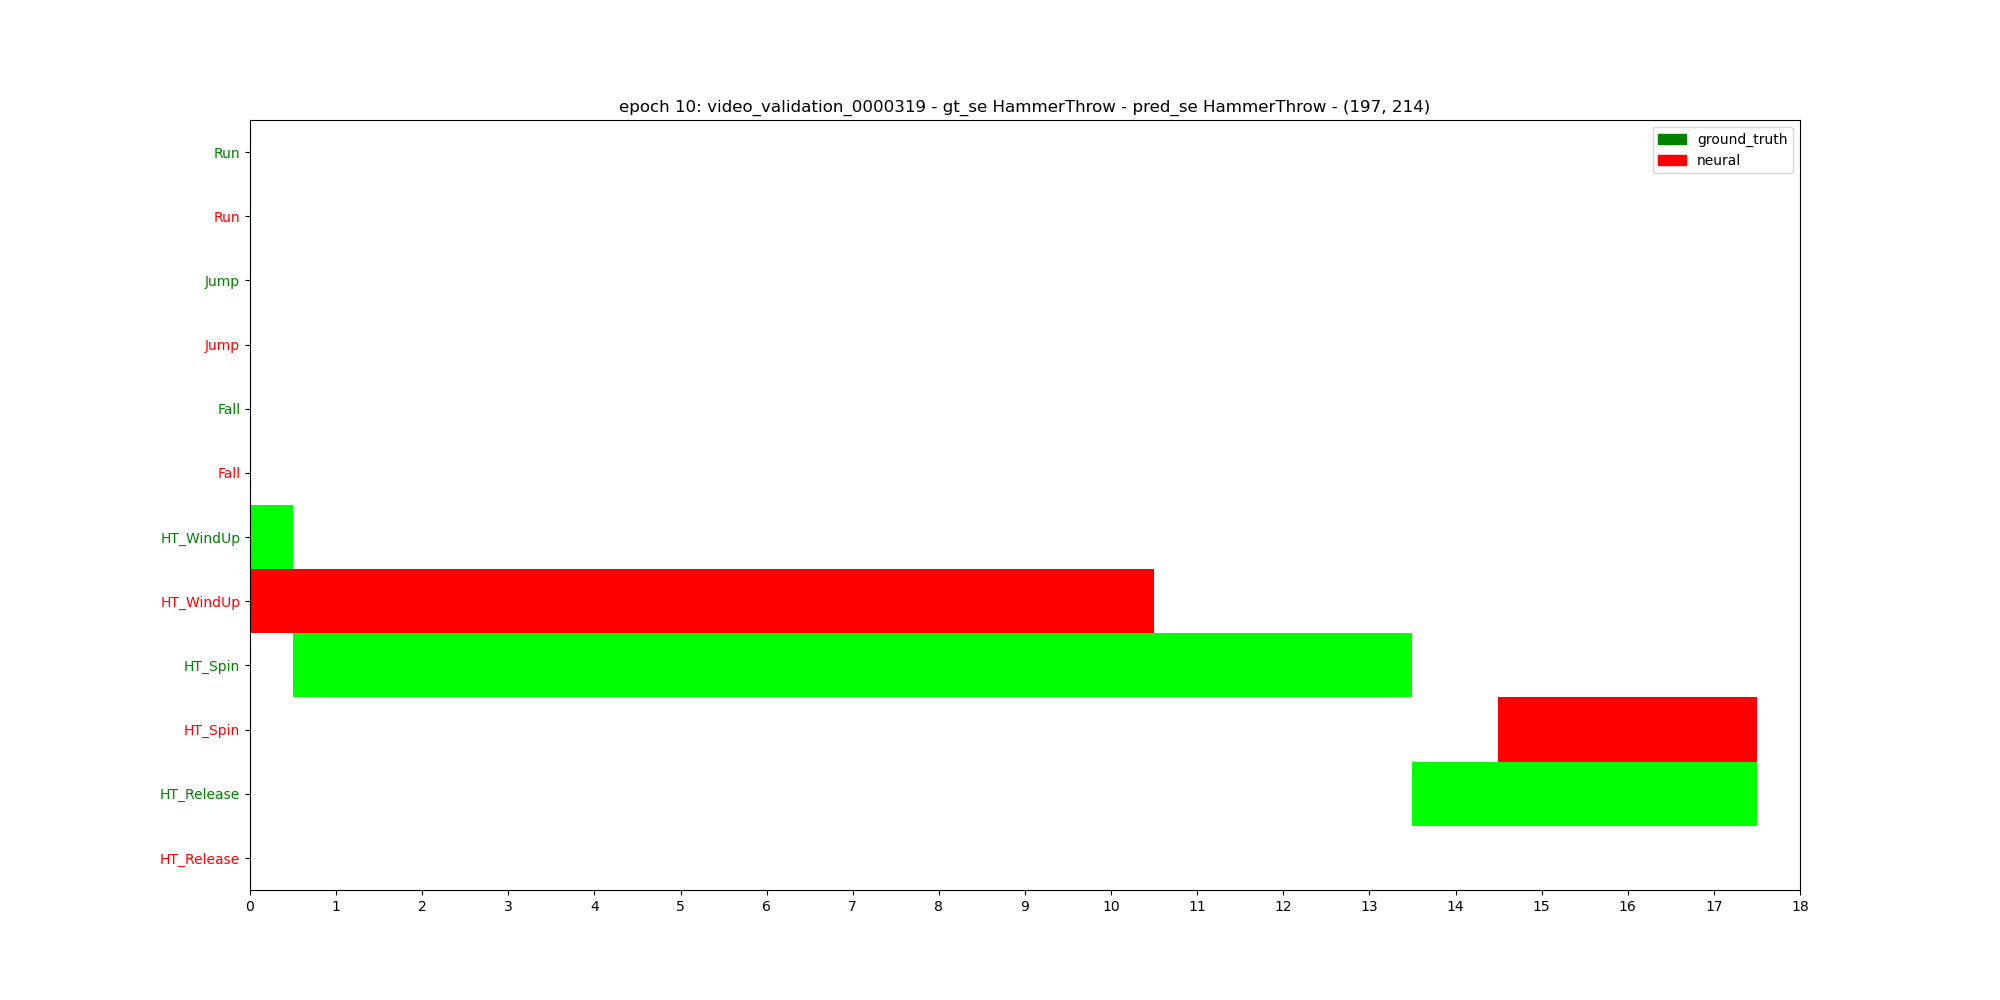 epoch 10: video_validation_0000319 - gt_se HammerThrow - pred_se HammerThrow - (197, 214)
ground_truth
neural
Run
Run
Jump
Jump
Fall
Fall
HT_WindUp
HT_WindUp
HT_Spin
HT_Spin
HT_Release
HT_Release
0 1 2 3 4 5 6 7 8 9 10 11 12 13 14 15 16 17 18